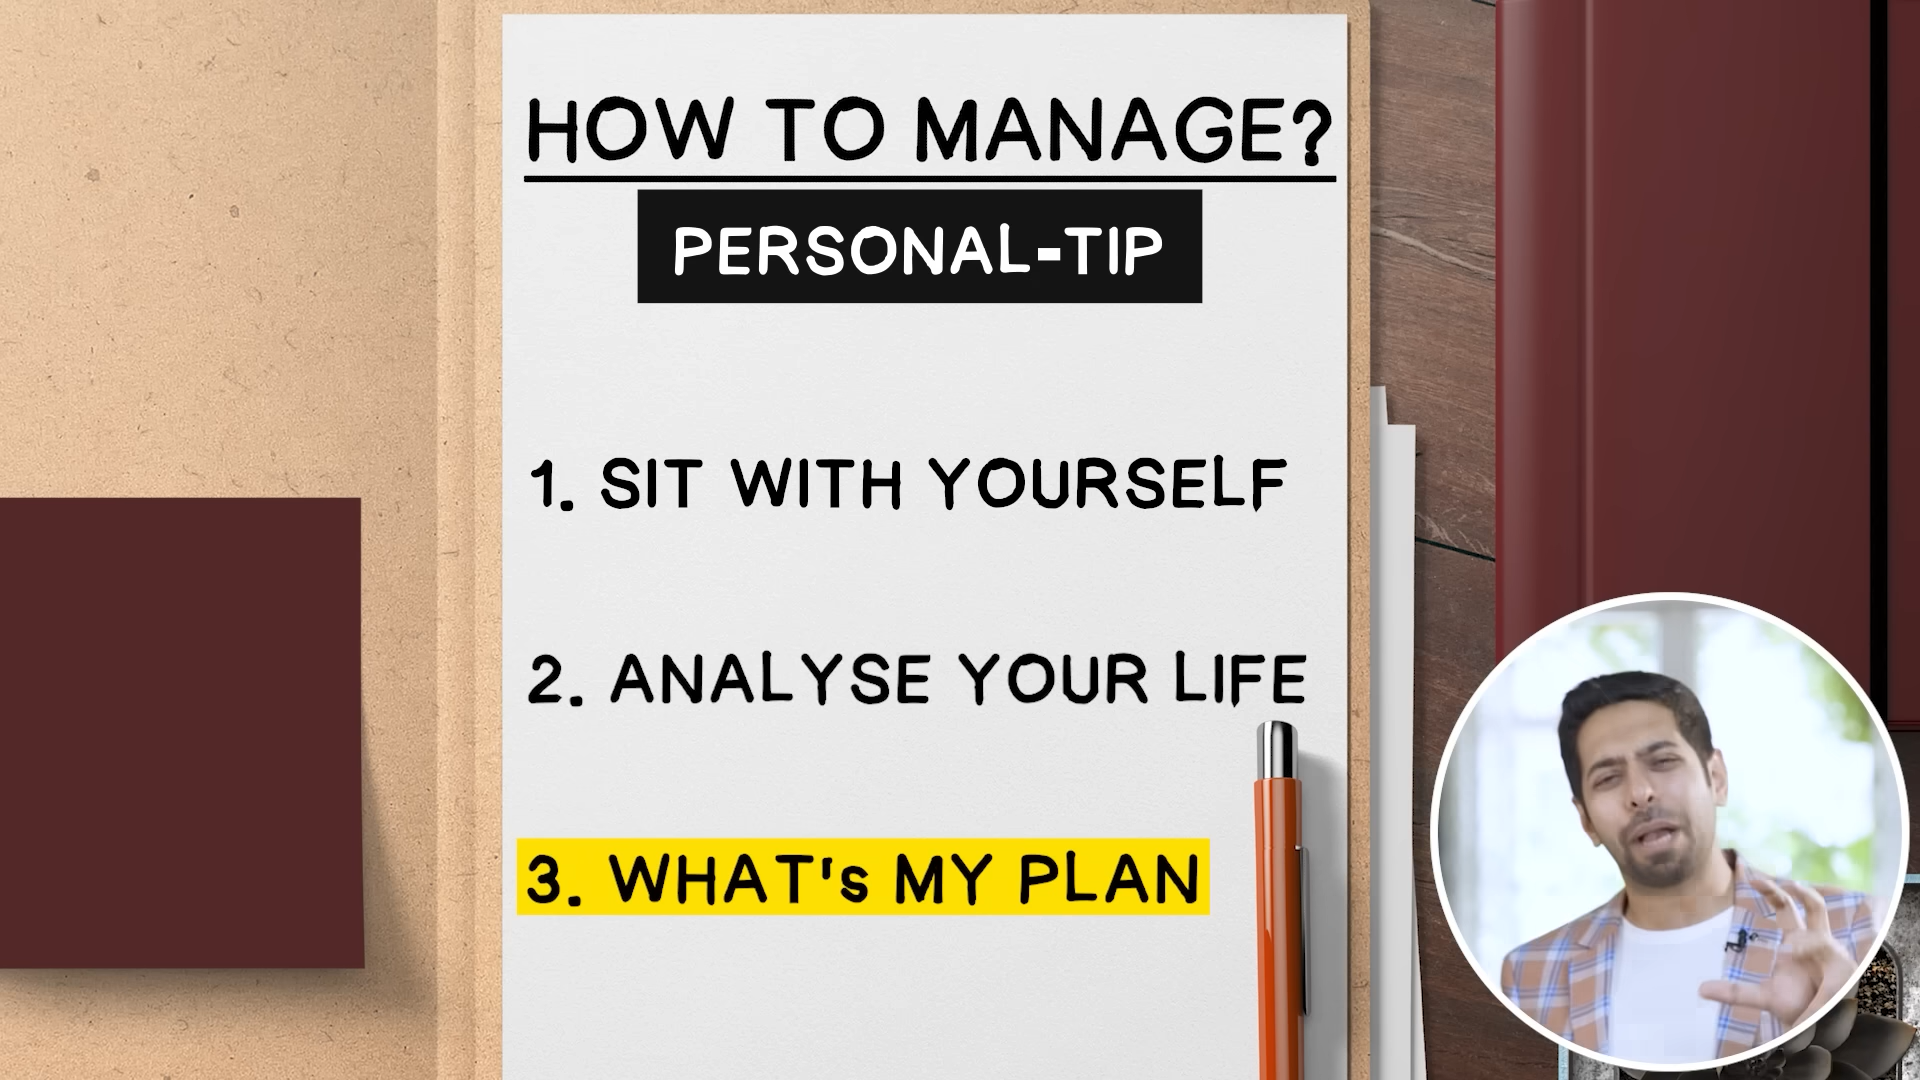 HOW TO MANAGE?
PERSONAL-TIP
1. SIT WITH YOURSELF
2. ANALYSE YOUR LIFE
3. WHAT's MY PLAN